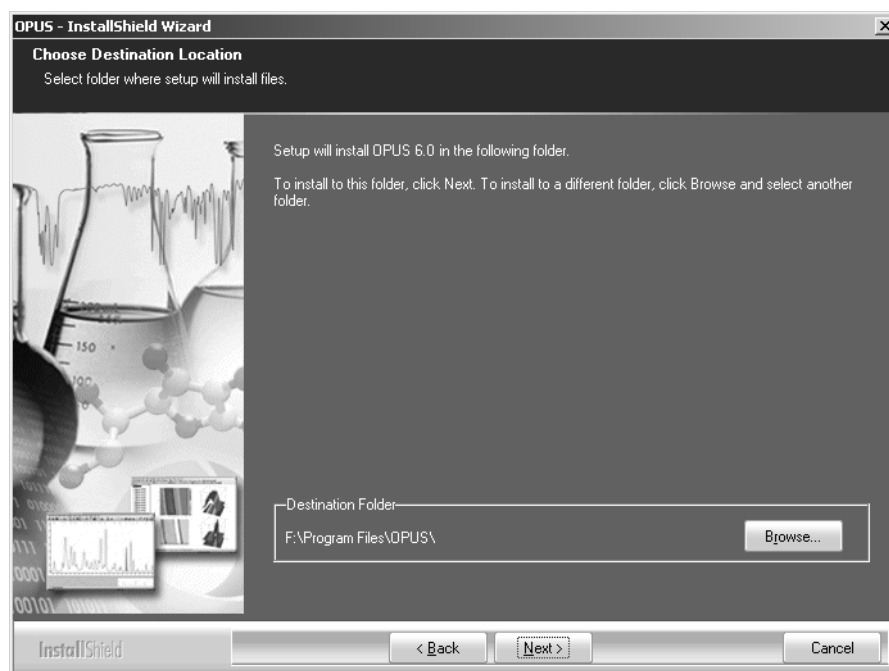 OPUS - InstallShield Wizard
Choose Destination Location
Select folder where setup will install files.
Setup will install OPUS 6.0 in the following folder.
To install to this folder, click Next. To install to a different folder, click Browse and select another
folder.
150
100
Destination Folder
F:\Program Files\OPUS\
Browse...
InstallShield
< Back
Next >
Cancel